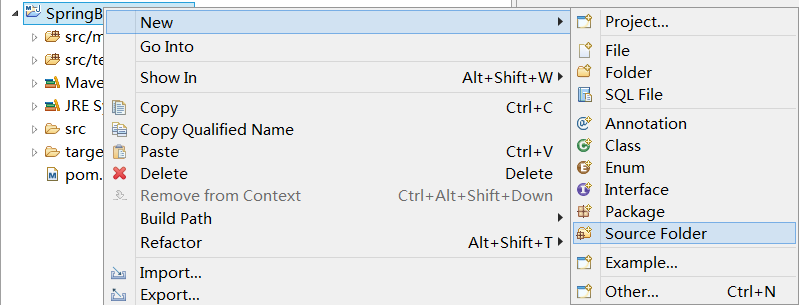 SpringB
src/m
src/te
Mave
JRE Sy
src
targe
pom.
New
Go Into
Show In Alt+Shift+W
Copy Ctrl+C
Copy Qualified Name
Paste Ctrl+V
Delete Delete
Remove from Context Ctrl+Alt+Shift+Down
Build Path
Refactor Alt+Shift+T
Import...
Export...
Project...
File
Folder
SQL File
Annotation
Class
Enum
Interface
Package
Source Folder
Example...
Other... Ctrl+N